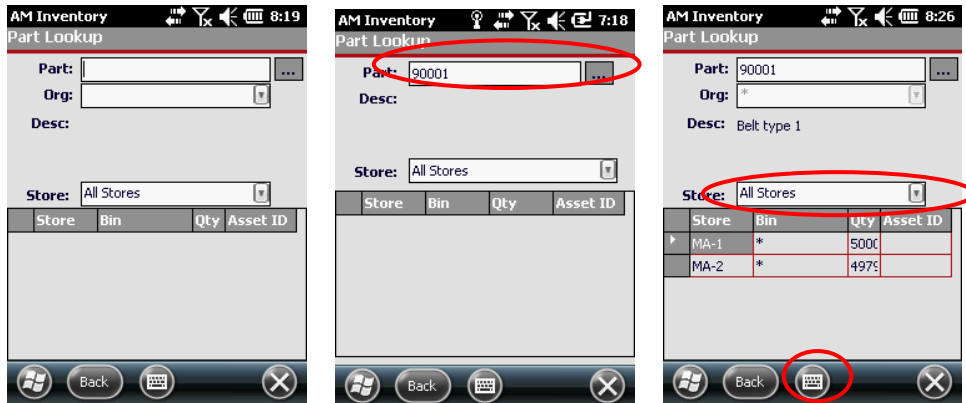 AM Inventory 8:19
Part Lookup
Part: ...
Org:
Desc:
Store: All Stores
Store Bin Qty Asset ID
Back
AM Inventory 7:18
Part Lookup
Part: 90001 ...
Desc:
Store: All Stores
Store Bin Qty Asset ID
Back
AM Inventory 8:26
Part Lookup
Part: 90001 ...
Org: *
Desc: Belt type 1
Store: All Stores
Store Bin Qty Asset ID
MA-1 *
MA-2 * 4979
Back